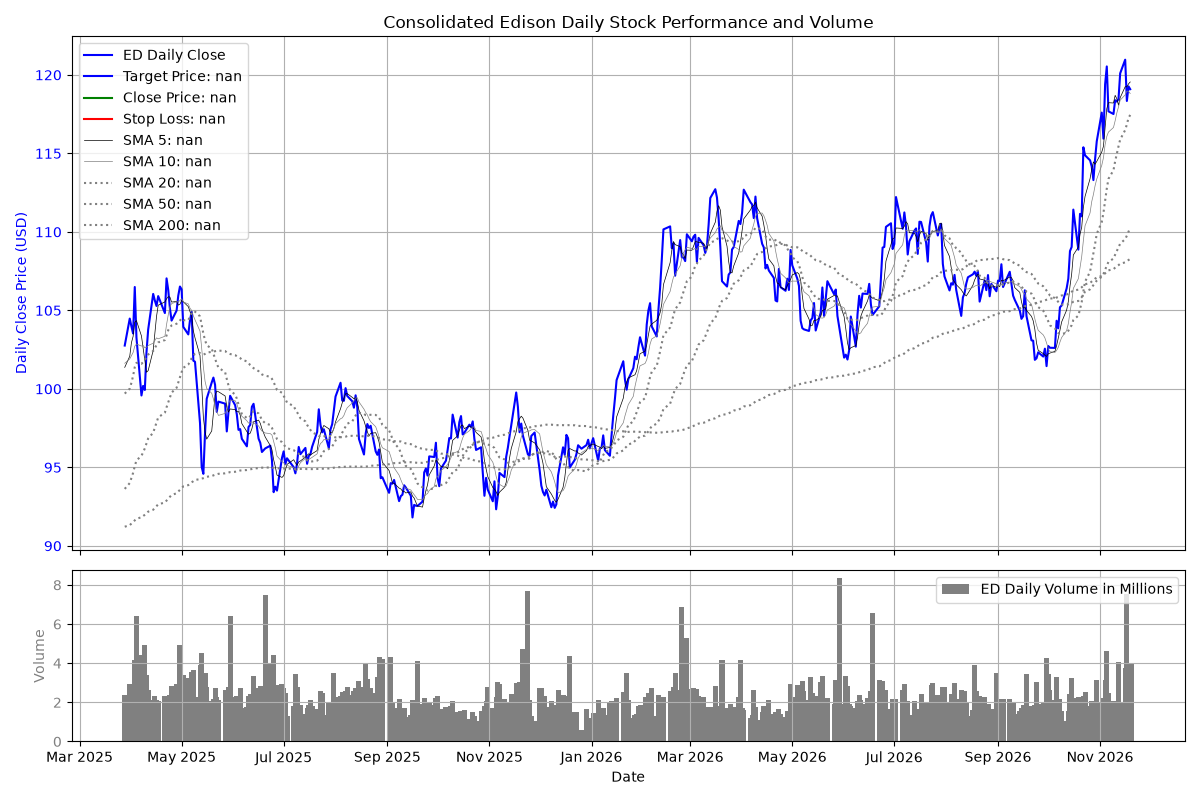 Consolidated Edison Daily Stock Performance and Volume
ED Daily Close
Target Price: nan
Close Price: nan
Stop Loss: nan
SMA 5: nan
SMA 10: nan
SMA 20: nan
SMA 50: nan
SMA 200: nan
Daily Close Price (USD)
120
115
110
105
100
95
90
ED Daily Volume in Millions
Volume
8
6
4
2
0
Mar 2025 May 2025 Jul 2025 Sep 2025 Nov 2025 Jan 2026 Mar 2026 May 2026 Jul 2026 Sep 2026 Nov 2026
Date